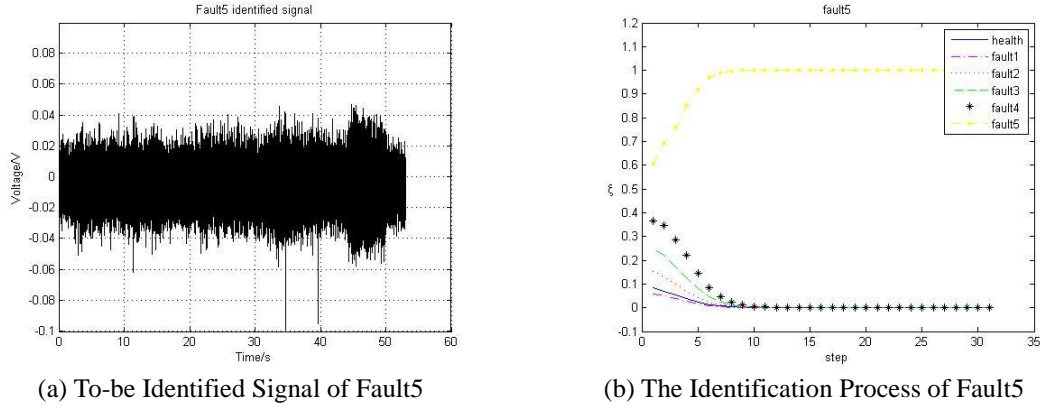 Fault5 identified signal
0.08
0.06
0.04
0.02
0
-0.02
-0.04
-0.06
-0.08
-0.1
Voltage/V
0 10 20 30 40 50 60
Time/s
(a) To-be Identified Signal of Fault5
fault5
1.2
1.1
1
0.9
0.8
0.7
0.6
0.5
0.4
0.3
0.2
0.1
0
-0.1
ξ
health
fault1
fault2
fault3
fault4
fault5
0 5 10 15 20 25 30 35
step
(b) The Identification Process of Fault5